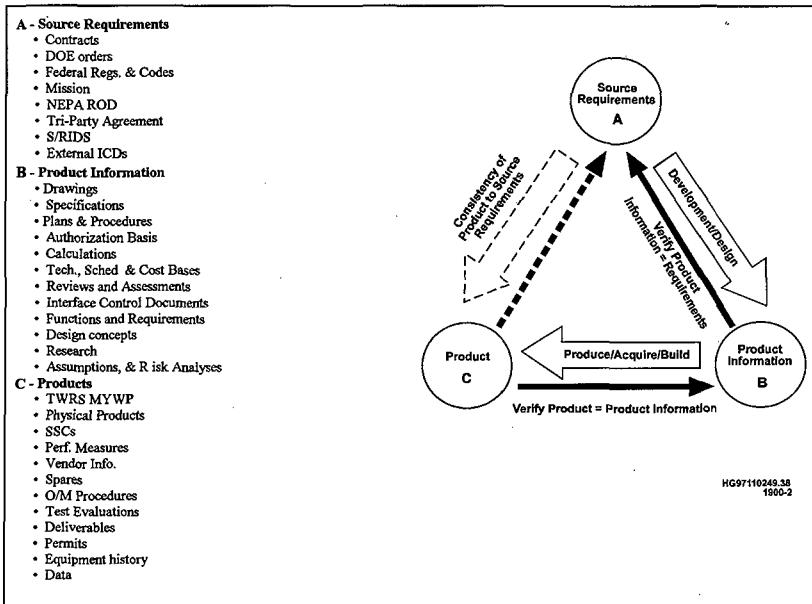 A - Source Requirements
• Contracts
• DOE orders
• Federal Regs. & Codes
• Mission
• NEPA ROD
• Tri-Party Agreement
• S/RIDS
• External ICDs
B - Product Information
• Drawings
• Specifications
• Plans & Procedures
• Authorization Basis
• Calculations
• Tech., Sched & Cost Bases
• Reviews and Assessments
• Interface Control Documents
• Functions and Requirements
• Design concepts
• Research
• Assumptions, & R isk Analyses
C - Products
• TWRS MYWP
• Physical Products
• SSCs
• Perf. Measures
• Vendor Info.
• Spares
• O/M Procedures
• Test Evaluations
• Deliverables
• Permits
• Equipment history
• Data
Source
Requirements
A
Consistency of
Product to Source
Requirements
Development/Design
Verify Product
Information = Requirements
Product
C
Produce/Acquire/Build
Product
Information
B
Verify Product = Product Information
HG97110249.38
1900-2